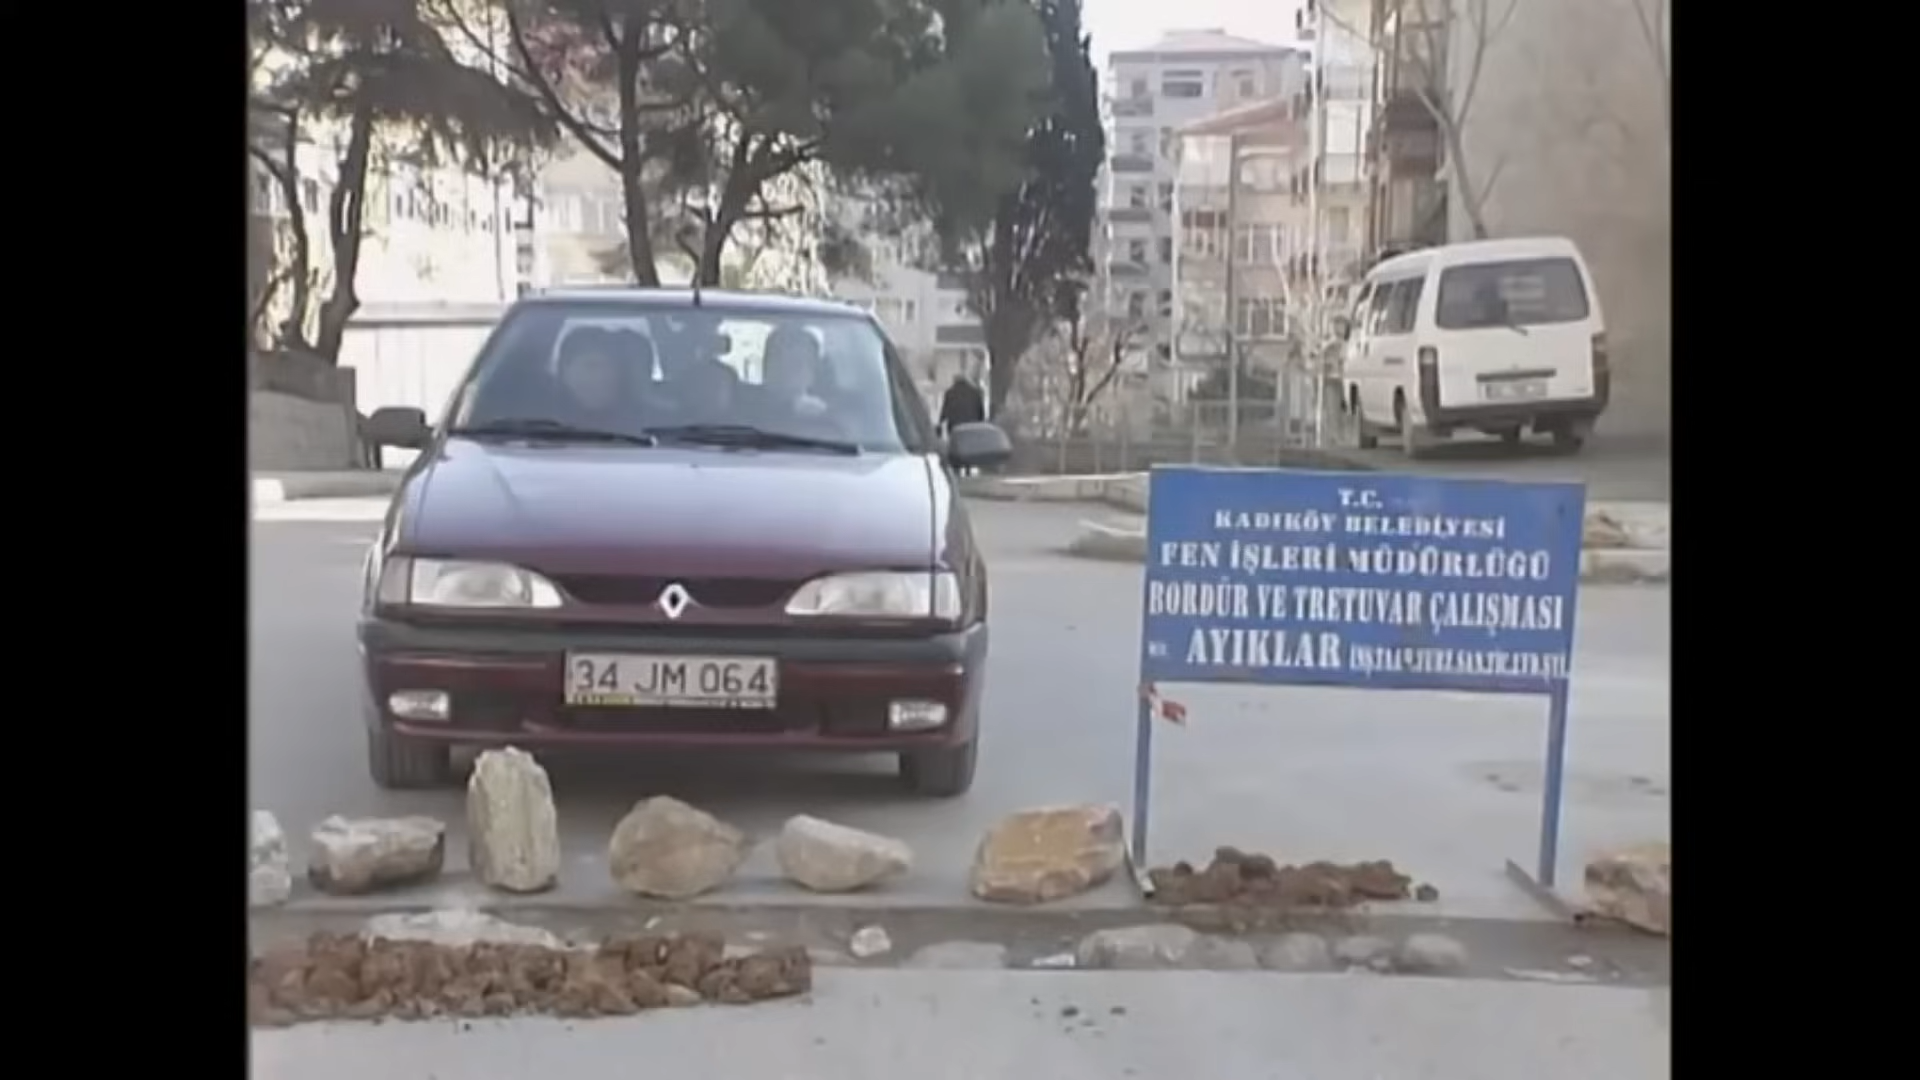 T.C.
KADIKÖY BELEDİYESİ
FEN İŞLERİ MÜDÜRLÜĞÜ
BORDÜR VE TRETUVAR ÇALIŞMASI
AYIKLAR
34 JM 064